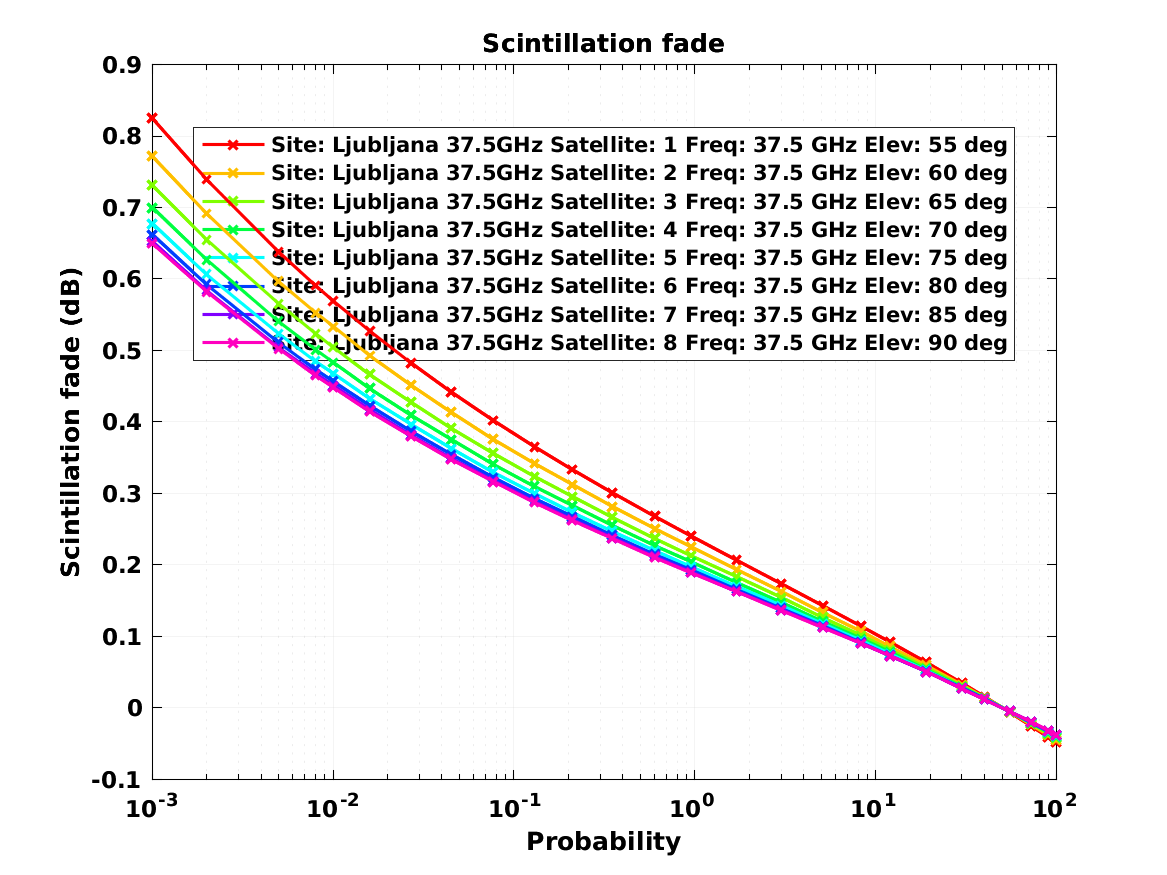 Scintillation fade
0.9
0.8
0.7
0.6
0.5
0.4
0.3
0.2
0.1
0
-0.1
Scintillation fade (dB)
Site: Ljubljana 37.5GHz Satellite: 1 Freq: 37.5 GHz Elev: 55 deg
Site: Ljubljana 37.5GHz Satellite: 2 Freq: 37.5 GHz Elev: 60 deg
Site: Ljubljana 37.5GHz Satellite: 3 Freq: 37.5 GHz Elev: 65 deg
Site: Ljubljana 37.5GHz Satellite: 4 Freq: 37.5 GHz Elev: 70 deg
Site: Ljubljana 37.5GHz Satellite: 5 Freq: 37.5 GHz Elev: 75 deg
Site: Ljubljana 37.5GHz Satellite: 6 Freq: 37.5 GHz Elev: 80 deg
Site: Ljubljana 37.5GHz Satellite: 7 Freq: 37.5 GHz Elev: 85 deg
Site: Ljubljana 37.5GHz Satellite: 8 Freq: 37.5 GHz Elev: 90 deg
10^-3 10^-2 10^-1 10^0 10^1 10^2
Probability